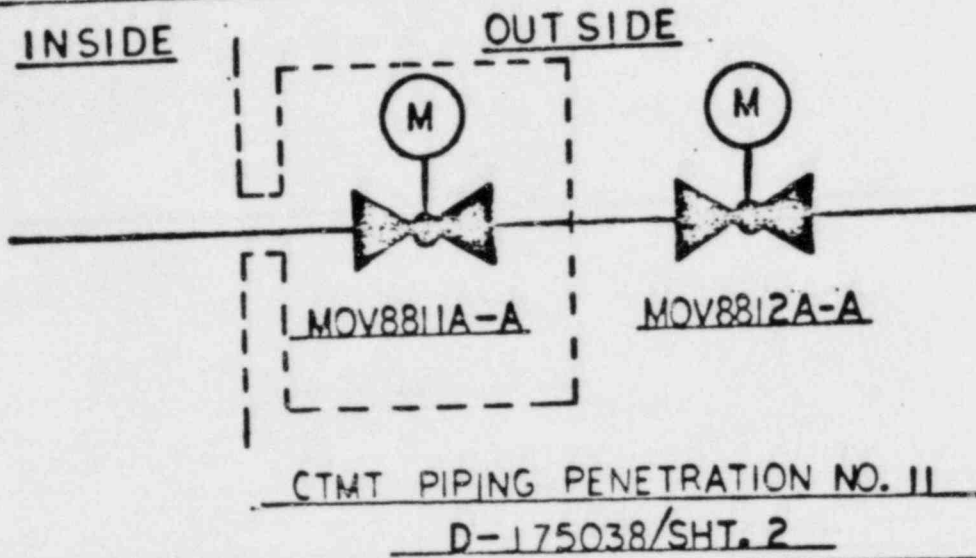 INSIDE
OUTSIDE
M
M
MOV8811A-A
MOV8812A-A
CTMT PIPING PENETRATION NO. 11
D-175038/SHT. 2